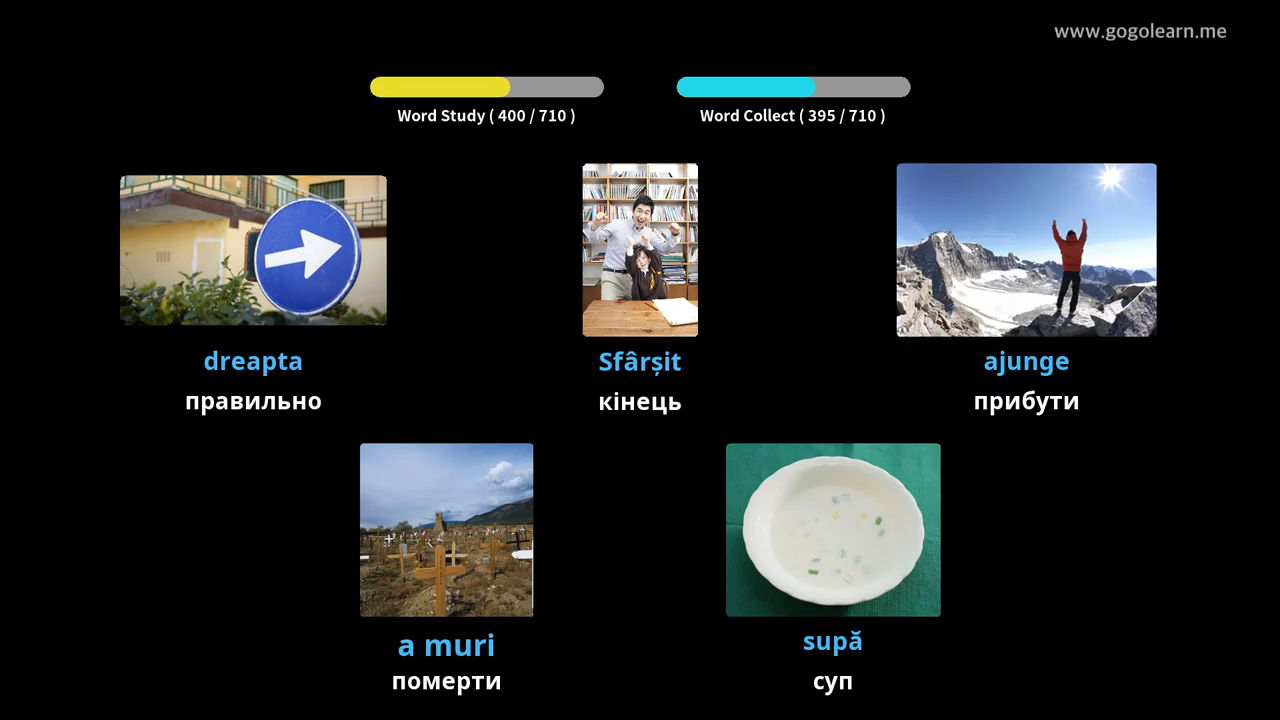 www.gogolearn.me
Word Study ( 400 / 710 )
Word Collect ( 395 / 710 )
dreapta
правильно
Sfârșit
кінець
ajunge
прибути
a muri
померти
supă
суп